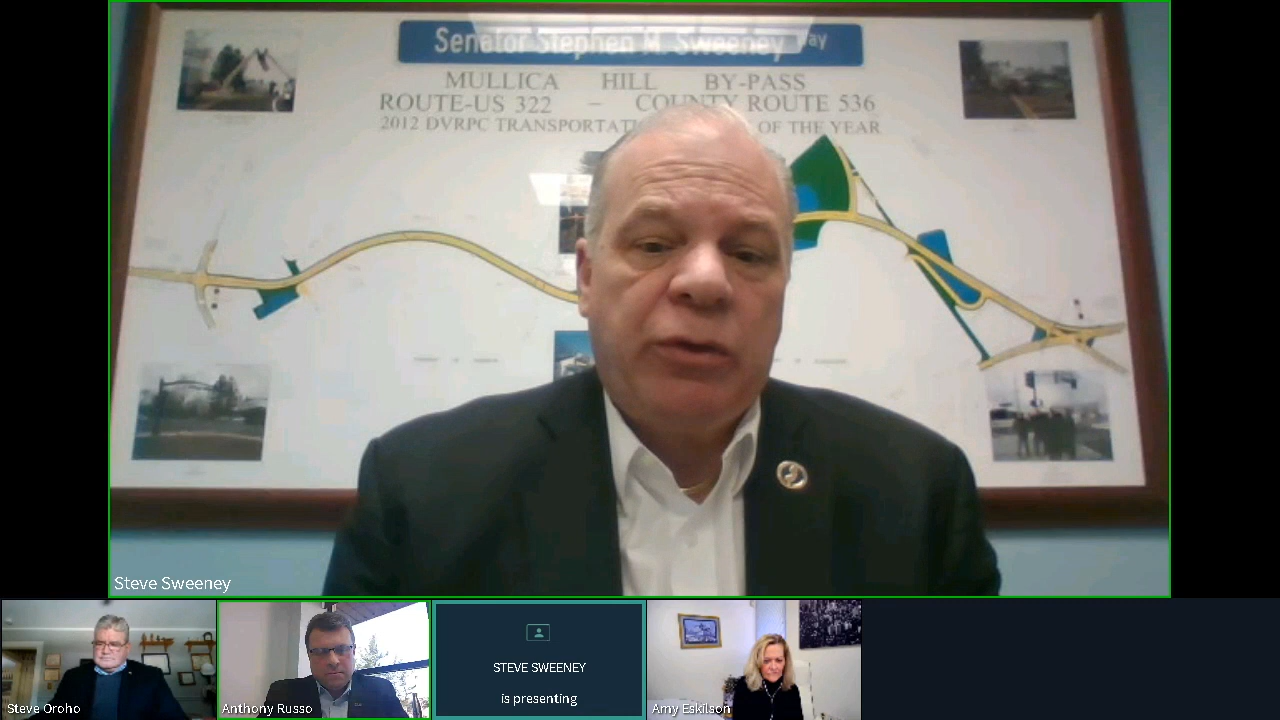 Senator Stephen M. Sweeney Way
MULLICA HILL BY-PASS
ROUTE-US 322 – COUNTY ROUTE 536
2012 DVRPC TRANSPORTATI OF THE YEAR
Steve Sweeney
Steve Oroho
Anthony Russo
STEVE SWEENEY
is presenting
Amy Eskilson